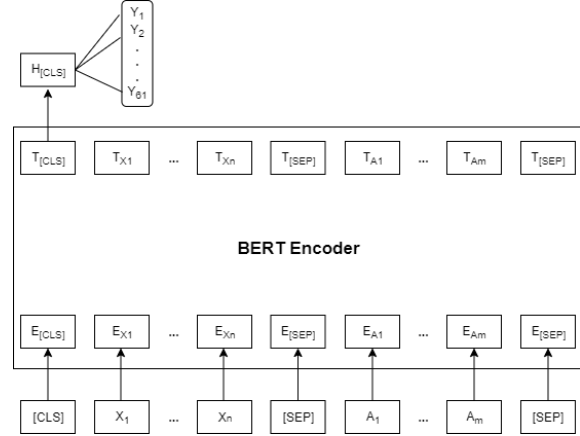 Y1
Y2
.
.
.
Y61
H[CLS]
T[CLS] TX1 ... TXn T[SEP] TA1 ... TAm T[SEP]
BERT Encoder
E[CLS] EX1 ... EXn E[SEP] EA1 ... EAm E[SEP]
[CLS] X1 ... Xn [SEP] A1 ... Am [SEP]